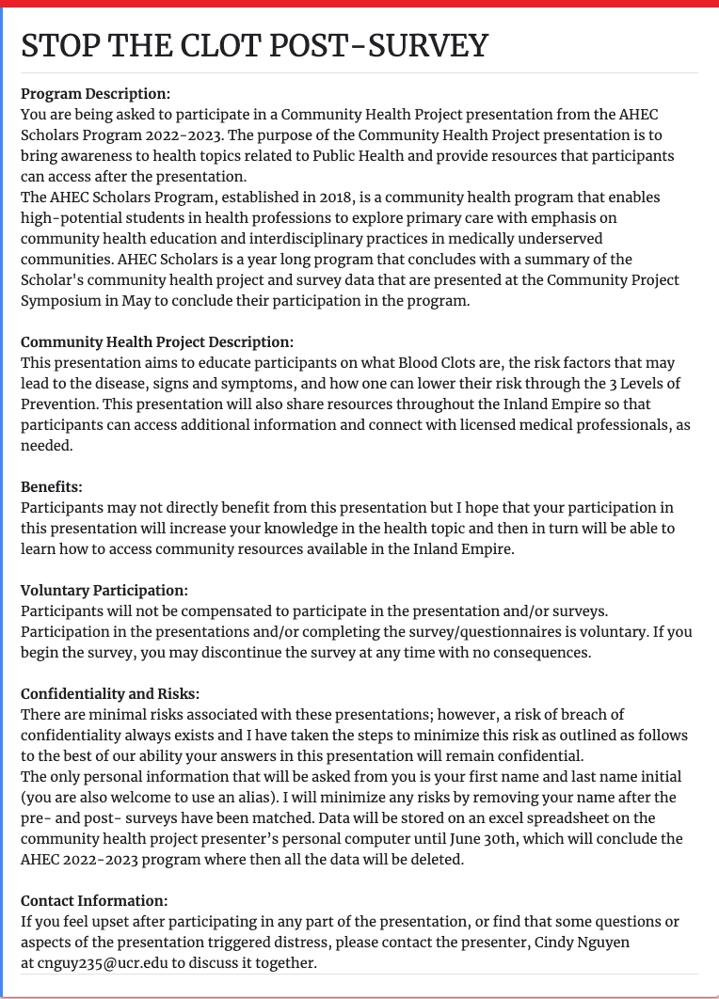 STOP THE CLOT POST-SURVEY
Program Description:
You are being asked to participate in a Community Health Project presentation from the AHEC
Scholars Program 2022-2023. The purpose of the Community Health Project presentation is to
bring awareness to health topics related to Public Health and provide resources that participants
can access after the presentation.
The AHEC Scholars Program, established in 2018, is a community health program that enables
high-potential students in health professions to explore primary care with emphasis on
community health education and interdisciplinary practices in medically underserved
communities. AHEC Scholars is a year long program that concludes with a summary of the
Scholar's community health project and survey data that are presented at the Community Project
Symposium in May to conclude their participation in the program.
Community Health Project Description:
This presentation aims to educate participants on what Blood Clots are, the risk factors that may
lead to the disease, signs and symptoms, and how one can lower their risk through the 3 Levels of
Prevention. This presentation will also share resources throughout the Inland Empire so that
participants can access additional information and connect with licensed medical professionals, as
needed.
Benefits:
Participants may not directly benefit from this presentation but I hope that your participation in
this presentation will increase your knowledge in the health topic and then in turn will be able to
learn how to access community resources available in the Inland Empire.
Voluntary Participation:
Participants will not be compensated to participate in the presentation and/or surveys.
Participation in the presentations and/or completing the survey/questionnaires is voluntary. If you
begin the survey, you may discontinue the survey at any time with no consequences.
Confidentiality and Risks:
There are minimal risks associated with these presentations; however, a risk of breach of
confidentiality always exists and I have taken the steps to minimize this risk as outlined as follows
to the best of our ability your answers in this presentation will remain confidential.
The only personal information that will be asked from you is your first name and last name initial
(you are also welcome to use an alias). I will minimize any risks by removing your name after the
pre- and post- surveys have been matched. Data will be stored on an excel spreadsheet on the
community health project presenter’s personal computer until June 30th, which will conclude the
AHEC 2022-2023 program where then all the data will be deleted.
Contact Information:
If you feel upset after participating in any part of the presentation, or find that some questions or
aspects of the presentation triggered distress, please contact the presenter, Cindy Nguyen
at cnguy235@ucr.edu to discuss it together.